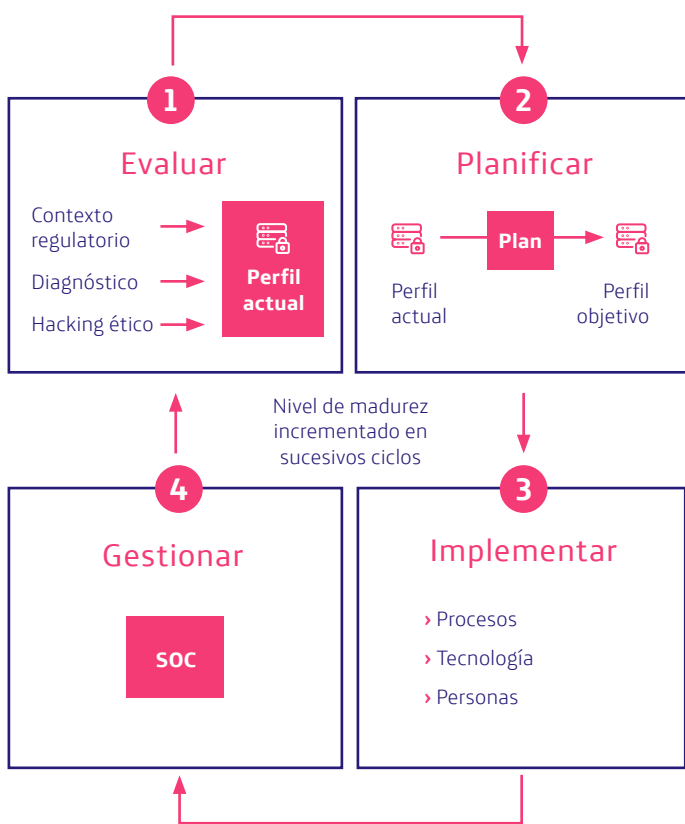 1
Evaluar
Contexto
regulatorio
Diagnóstico
Hacking ético
Perfil
actual
2
Planificar
Plan
Perfil
actual
Perfil
objetivo
Nivel de madurez
incrementado en
sucesivos ciclos
4
Gestionar
SOC
3
Implementar
› Procesos
› Tecnología
› Personas